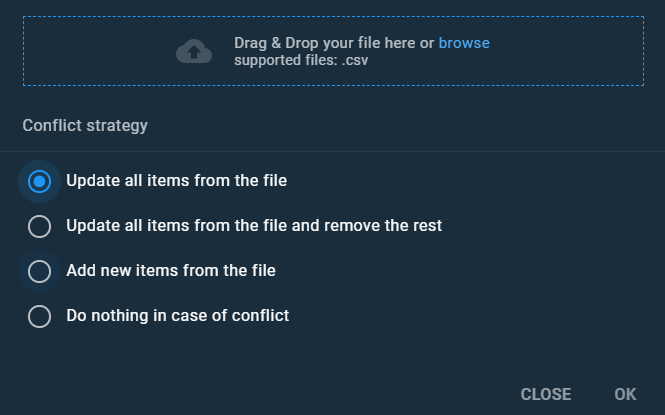 Drag & Drop your file here or browse
supported files: .csv
Conflict strategy
Update all items from the file
Update all items from the file and remove the rest
Add new items from the file
Do nothing in case of conflict
CLOSE OK